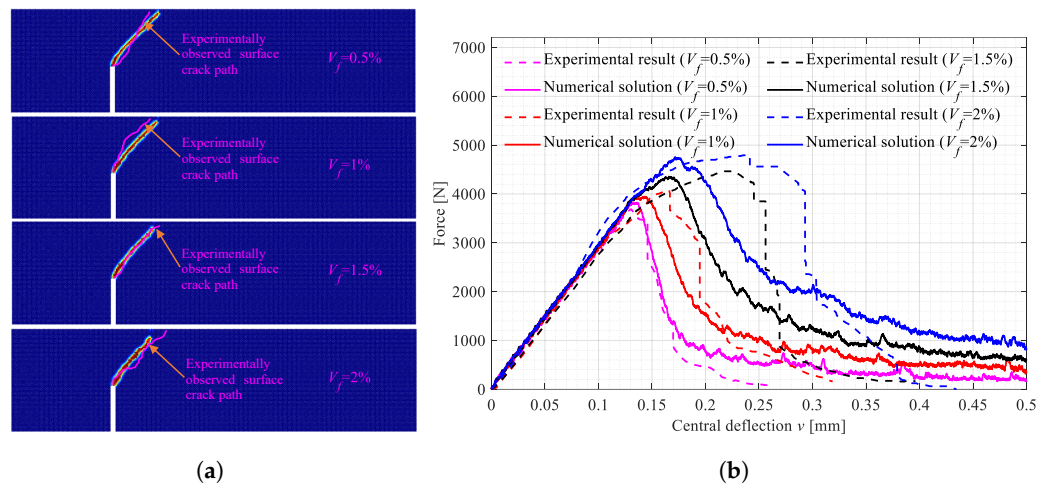 Experimentally
observed surface
crack path
V_f=0.5%
Experimentally
observed surface
crack path
V_f=1%
Experimentally
observed surface
crack path
V_f=1.5%
Experimentally
observed surface
crack path
V_f=2%
(a)
Force [N]
7000
6000
5000
4000
3000
2000
1000
0
Experimental result (V_f=0.5%)
Numerical solution (V_f=0.5%)
Experimental result (V_f=1%)
Numerical solution (V_f=1%)
Experimental result (V_f=1.5%)
Numerical solution (V_f=1.5%)
Experimental result (V_f=2%)
Numerical solution (V_f=2%)
0 0.05 0.1 0.15 0.2 0.25 0.3 0.35 0.4 0.45 0.5
Central deflection v [mm]
(b)